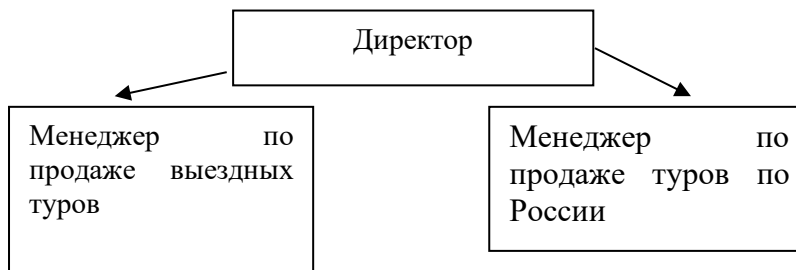 Директор
Менеджер по
продаже выездных
туров
Менеджер по
продаже туров по
России